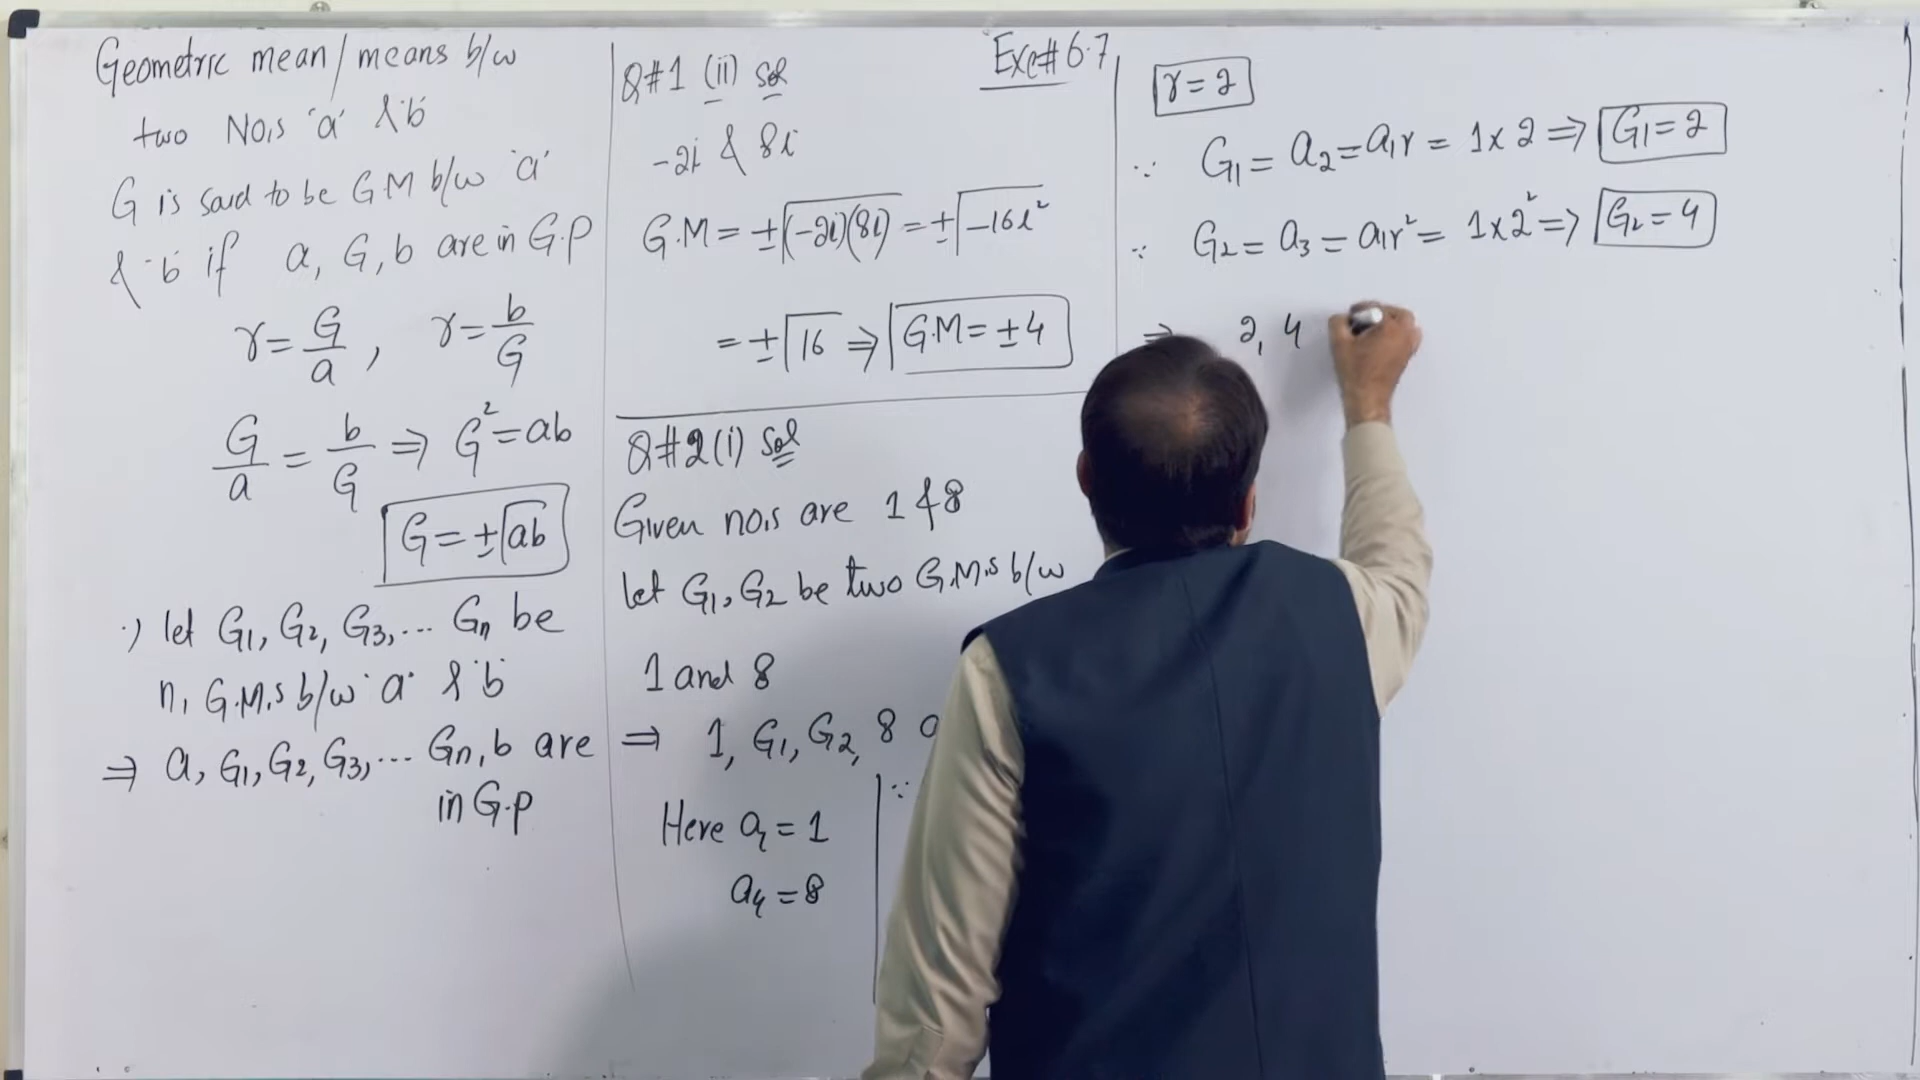 Geometric mean/means b/w
two No,s 'a' & 'b'
G is said to be G.M b/w 'a'
& 'b' if a, G, b are in G.P
r = G/a , r = b/G
G/a = b/G ⇒ G² = ab
G = ±√ab
·) let G₁, G₂, G₃, ... Gₙ be
n, G.M,s b/w 'a' & 'b'
⇒ a, G₁, G₂, G₃, ... Gₙ, b are
in G.p
Exe# 6.7
Q#1 (ii) Sol
-2i & 8i
G.M = ±√(-2i)(8i) = ±√-16i²
= ±√16 ⇒ G.M = ±4
Q#2(i) Sol
Given no,s are 1 & 8
let G₁, G₂ be two G.M,s b/w
1 and 8
⇒ 1, G₁, G₂, 8
Here a₁ = 1
a₄ = 8
∵
r = 2
∵ G₁ = a₂ = a₁r = 1×2 ⇒ G₁ = 2
∵ G₂ = a₃ = a₁r² = 1×2² ⇒ G₂ = 4
⇒ 2, 4